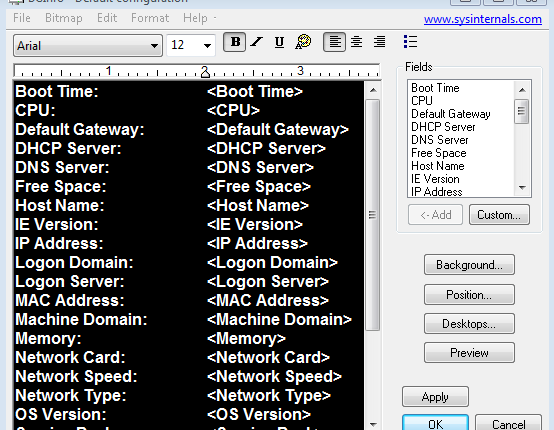 BGInfo - Default configuration
File Bitmap Edit Format Help
www.sysinternals.com
Arial 12 B I U
1 2 3
Fields
Boot Time: <Boot Time>
CPU: <CPU>
Default Gateway: <Default Gateway>
DHCP Server: <DHCP Server>
DNS Server: <DNS Server>
Free Space: <Free Space>
Host Name: <Host Name>
IE Version: <IE Version>
IP Address: <IP Address>
Logon Domain: <Logon Domain>
Logon Server: <Logon Server>
MAC Address: <MAC Address>
Machine Domain: <Machine Domain>
Memory: <Memory>
Network Card: <Network Card>
Network Speed: <Network Speed>
Network Type: <Network Type>
OS Version: <OS Version>
Boot Time
CPU
Default Gateway
DHCP Server
DNS Server
Free Space
Host Name
IE Version
IP Address
<- Add Custom...
Background...
Position...
Desktops...
Preview
Apply
OK Cancel